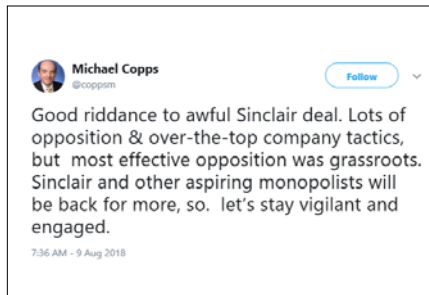 Michael Copps
@coppsm
Follow
Good riddance to awful Sinclair deal. Lots of
opposition & over-the-top company tactics,
but  most effective opposition was grassroots.
Sinclair and other aspiring monopolists will
be back for more, so.  let's stay vigilant and
engaged.
7:36 AM - 9 Aug 2018